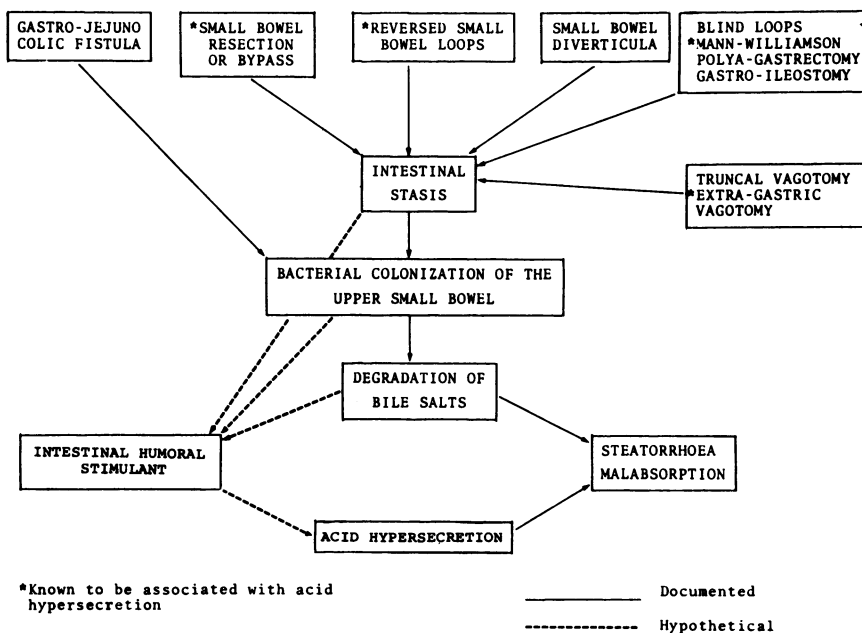 GASTRO-JEJUNO
COLIC FISTULA
*SMALL BOWEL
RESECTION
OR BYPASS
*REVERSED SMALL
BOWEL LOOPS
SMALL BOWEL
DIVERTICULA
BLIND LOOPS
*MANN-WILLIAMSON
POLYA-GASTRECTOMY
GASTRO-ILEOSTOMY
INTESTINAL
STASIS
TRUNCAL VAGOTOMY
*EXTRA-GASTRIC
VAGOTOMY
BACTERIAL COLONIZATION OF THE
UPPER SMALL BOWEL
DEGRADATION OF
BILE SALTS
INTESTINAL HUMORAL
STIMULANT
STEATORRHOEA
MALABSORPTION
ACID HYPERSECRETION
*Known to be associated with acid
hypersecretion
Documented
Hypothetical